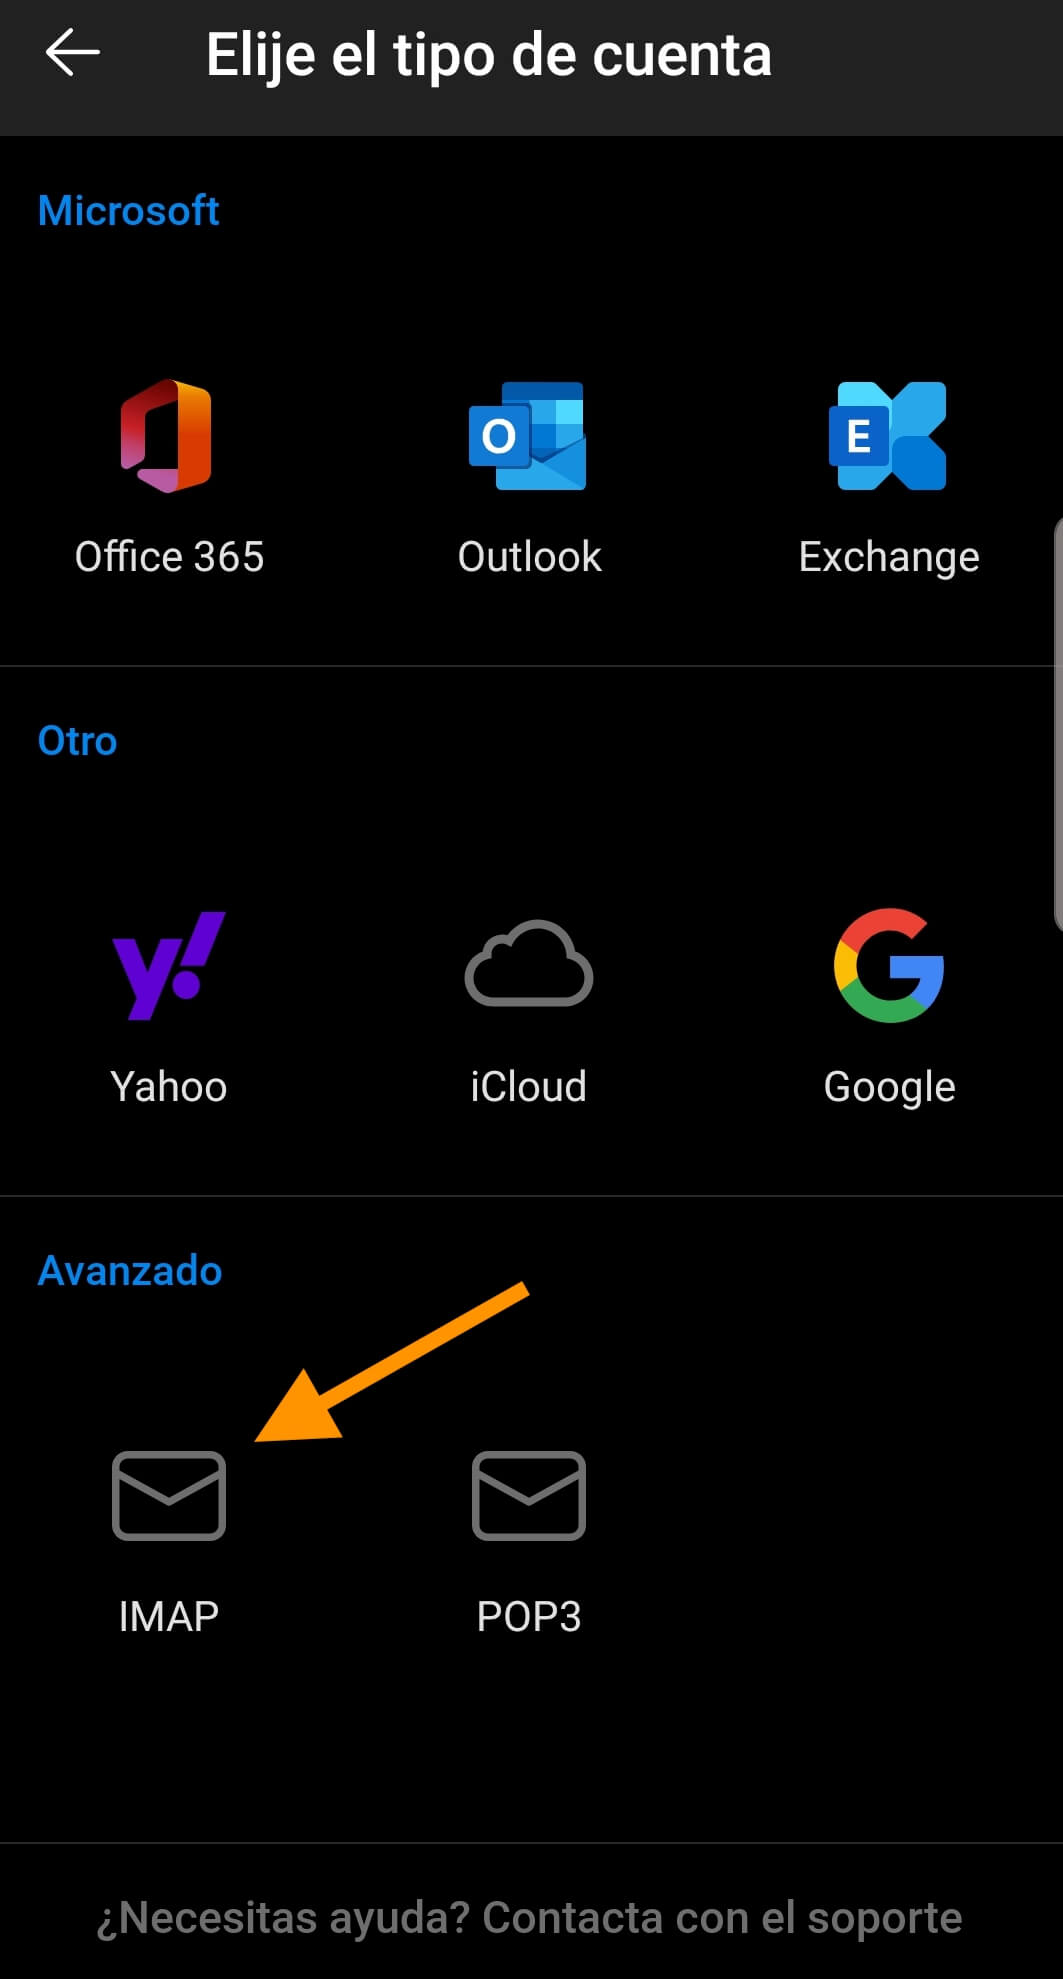 Elije el tipo de cuenta
Microsoft
O
E
Office 365
Outlook
Exchange
Otro
y!
Yahoo
iCloud
Google
Avanzado
IMAP
POP3
¿Necesitas ayuda? Contacta con el soporte